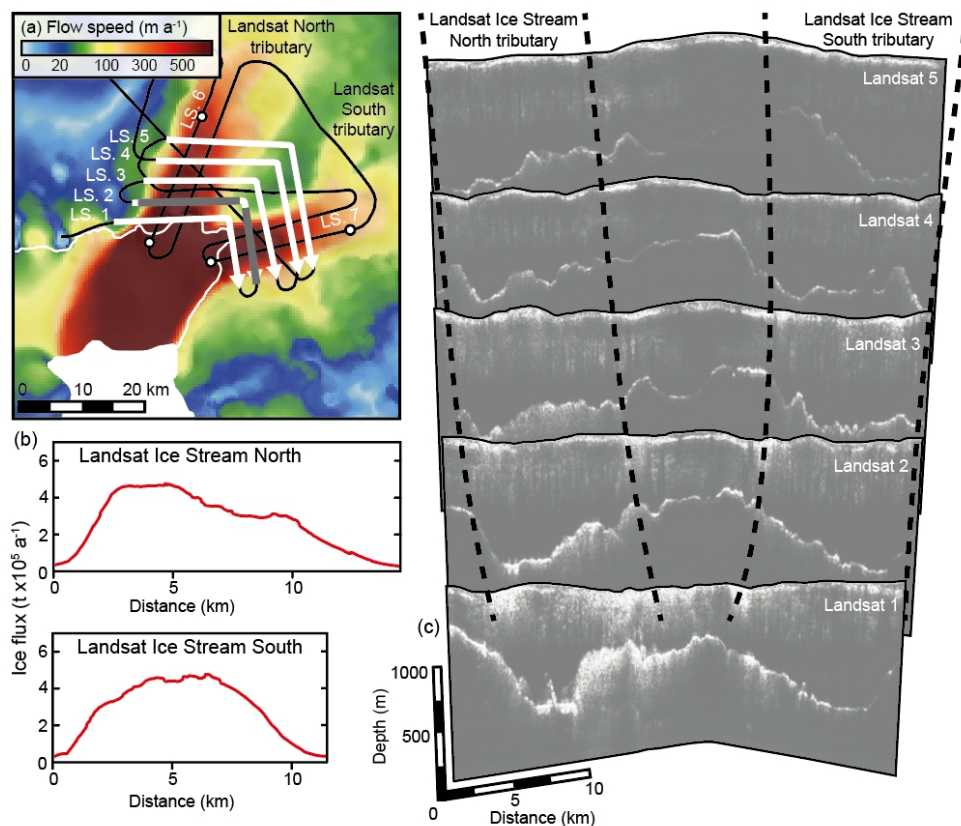 (a) Flow speed (m a⁻¹)
0 20 100 300 500
Landsat North
tributary
Landsat
South
tributary
LS. 6
LS. 5
LS. 4
LS. 3
LS. 2
LS. 1
LS. 7
0 10 20 km
(b)
Landsat Ice Stream North
6
4
2
0
0 5 10
Distance (km)
Ice flux (t x10⁵ a⁻¹)
Landsat Ice Stream South
6
4
2
0
0 5 10
Distance (km)
Landsat Ice Stream
North tributary
Landsat Ice Stream
South tributary
Landsat 5
Landsat 4
Landsat 3
Landsat 2
Landsat 1
(c)
1000
500
0
Depth (m)
5
10
Distance (km)